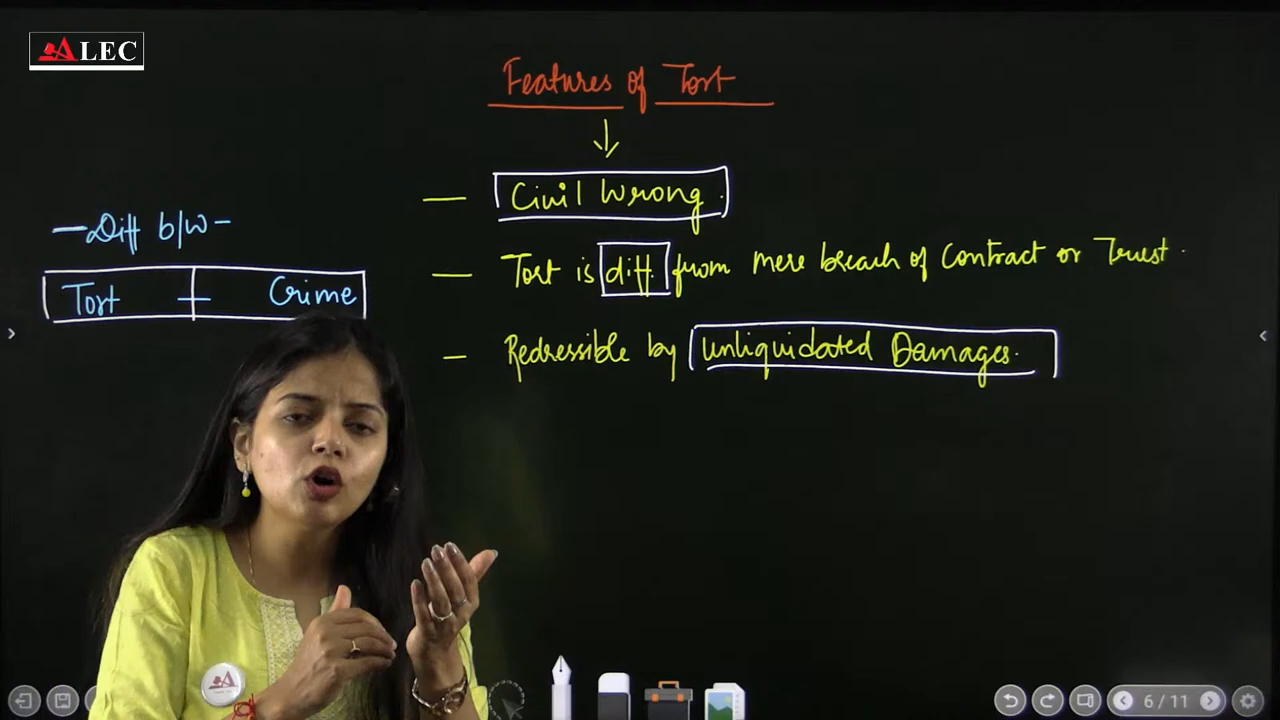 ALEC
Features of Tort
— Civil Wrong.
— Diff b/w —
— Tort is diff. from mere breach of Contract or Trust.
Tort Crime
— Redressible by Unliquidated Damages.
6 / 11